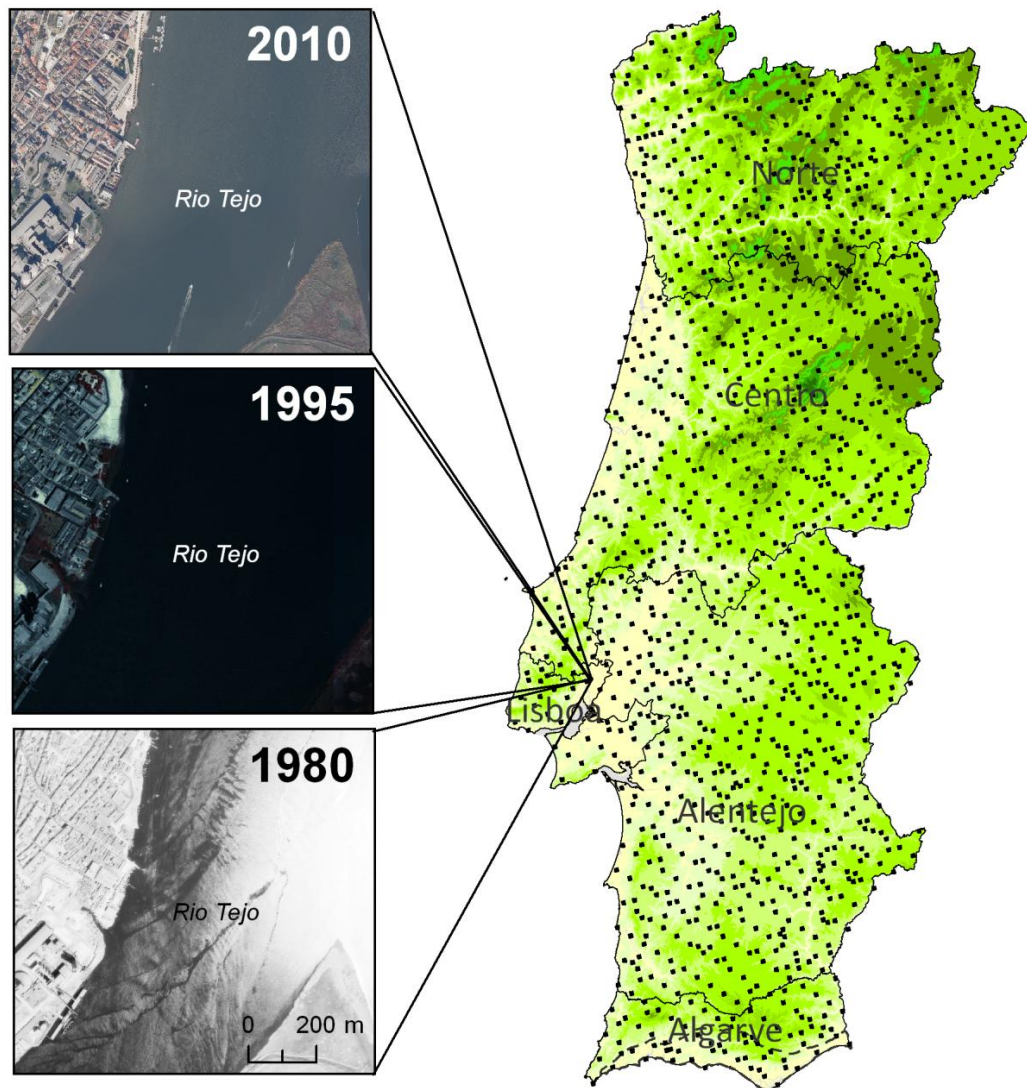 2010
Rio Tejo
1995
Rio Tejo
1980
Rio Tejo
0 200 m
Norte
Centro
Lisboa
Alentejo
Algarve